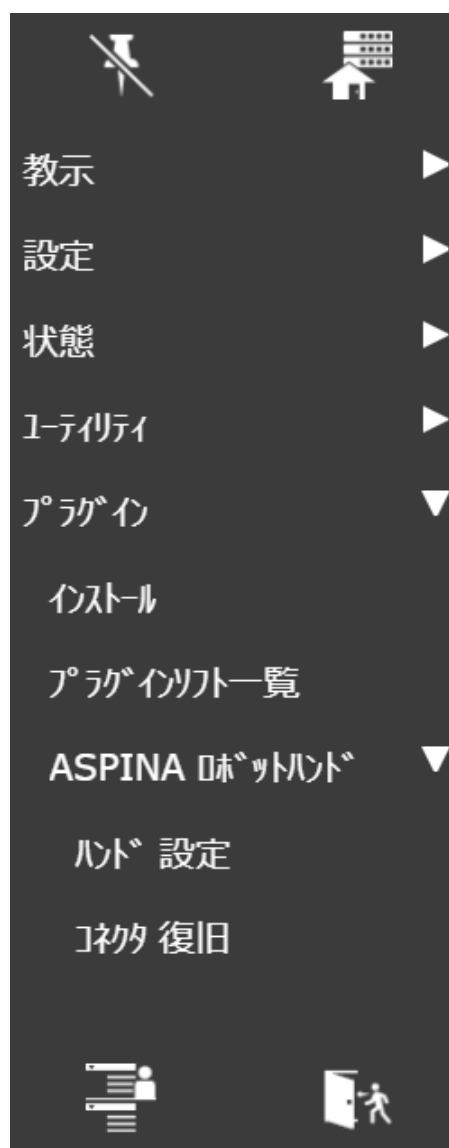 教示
設定
状態
ﾕｰﾃｨﾘﾃｨ
ﾌﾟﾗｸﾞｲﾝ
ｲﾝｽﾄｰﾙ
ﾌﾟﾗｸﾞｲﾝｿﾌﾄ一覧
ASPINA ﾛﾎﾞｯﾄﾊﾝﾄﾞ
ﾊﾝﾄﾞ 設定
ｺﾈｸﾀ 復旧